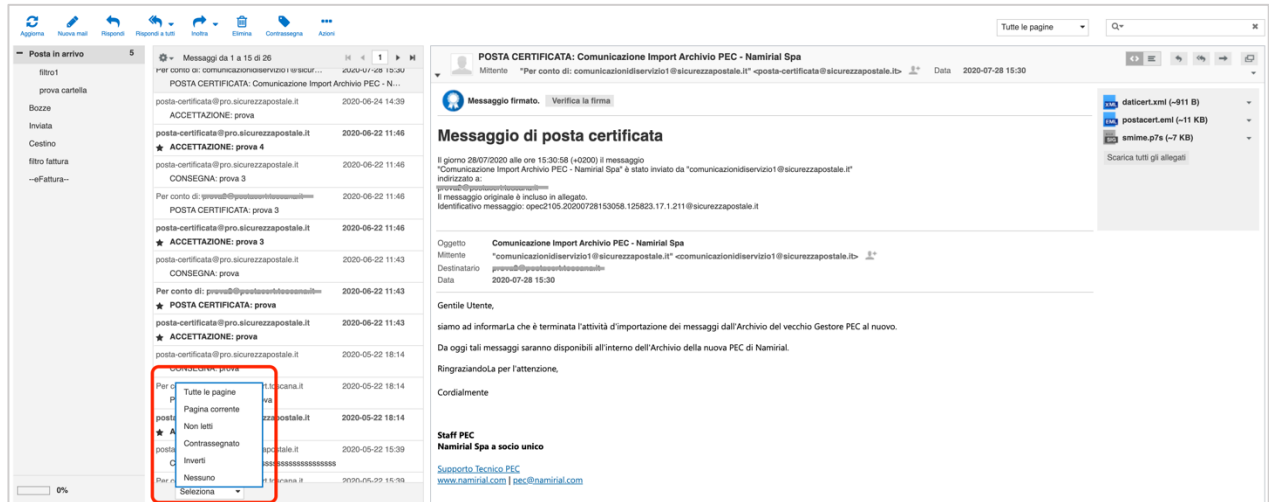 Aggiorna Nuova mail Rispondi Rispondi a tutti Inoltra Elimina Contrassegna Azioni
Tutte le pagine
Posta in arrivo 5
filtro1
prova cartella
Bozze
Inviata
Cestino
filtro fattura
--eFattura--
0%
Messaggi da 1 a 15 di 26 1
Per conto di: comunicazionidiservizio1@sicur... 2020-07-28 15:30
POSTA CERTIFICATA: Comunicazione Import Archivio PEC - N...
posta-certificata@pro.sicurezzapostale.it 2020-06-24 14:39
ACCETTAZIONE: prova
posta-certificata@pro.sicurezzapostale.it 2020-06-22 11:46
ACCETTAZIONE: prova 4
posta-certificata@pro.sicurezzapostale.it 2020-06-22 11:46
CONSEGNA: prova 3
Per conto di: 2020-06-22 11:46
POSTA CERTIFICATA: prova 3
posta-certificata@pro.sicurezzapostale.it 2020-06-22 11:46
ACCETTAZIONE: prova 3
posta-certificata@pro.sicurezzapostale.it 2020-06-22 11:43
CONSEGNA: prova
Per conto di: 2020-06-22 11:43
POSTA CERTIFICATA: prova
posta-certificata@pro.sicurezzapostale.it 2020-06-22 11:43
ACCETTAZIONE: prova
posta-certificata@pro.sicurezzapostale.it 2020-05-22 18:14
CONSEGNA: prova
2020-05-22 18:14
2020-05-22 18:14
2020-05-22 15:39
2020-05-22 15:39
Tutte le pagine
Pagina corrente
Non letti
Contrassegnato
Inverti
Nessuno
Seleziona
POSTA CERTIFICATA: Comunicazione Import Archivio PEC - Namirial Spa
Mittente "Per conto di: comunicazionidiservizio1@sicurezzapostale.it" <posta-certificata@sicurezzapostale.it> Data 2020-07-28 15:30
Messaggio firmato. Verifica la firma
Messaggio di posta certificata
Il giorno 28/07/2020 alle ore 15:30:58 (+0200) il messaggio
"Comunicazione Import Archivio PEC - Namirial Spa" è stato inviato da "comunicazionidiservizio1@sicurezzapostale.it"
indirizzato a:
Il messaggio originale è incluso in allegato.
Identificativo messaggio: opec2105.20200728153058.125823.17.1.211@sicurezzapostale.it
Oggetto Comunicazione Import Archivio PEC - Namirial Spa
Mittente "comunicazionidiservizio1@sicurezzapostale.it" <comunicazionidiservizio1@sicurezzapostale.it>
Destinatario
Data 2020-07-28 15:30
Gentile Utente,
siamo ad informarLa che è terminata l'attività d'importazione dei messaggi dall'Archivio del vecchio Gestore PEC al nuovo.
Da oggi tali messaggi saranno disponibili all'interno dell'Archivio della nuova PEC di Namirial.
RingraziandoLa per l'attenzione,
Cordialmente
Staff PEC
Namirial Spa a socio unico
Supporto Tecnico PEC
www.namirial.com | pec@namirial.com
daticert.xml (~911 B)
postacert.eml (~11 KB)
smime.p7s (~7 KB)
Scarica tutti gli allegati